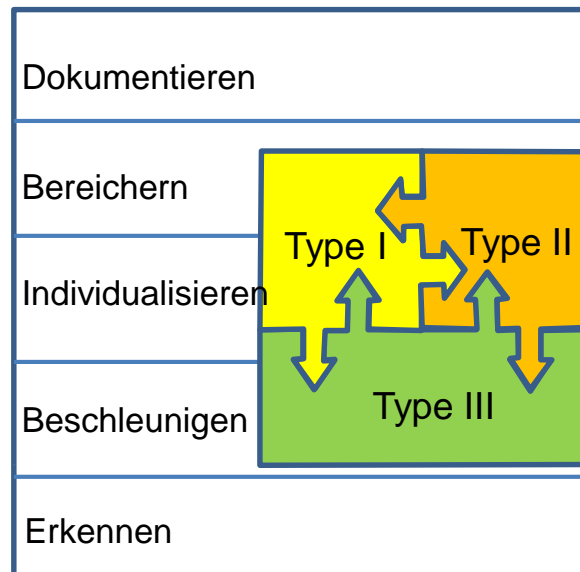 Dokumentieren
Bereichern
Type I
Type II
Individualisieren
Type III
Beschleunigen
Erkennen